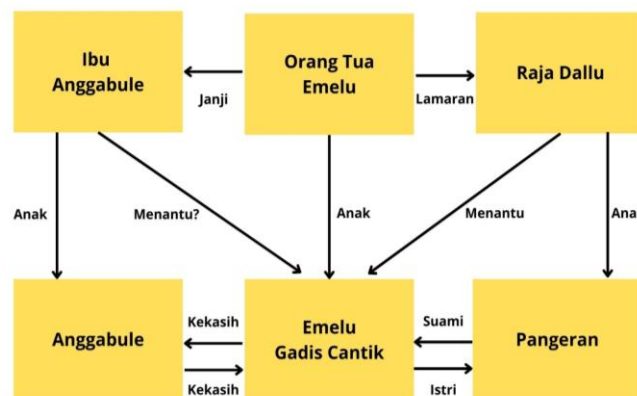 Ibu
Anggabule
Orang Tua
Emelu
Raja Dallu
Janji
Lamaran
Anak
Menantu?
Anak
Menantu
Ana
Anggabule
Kekasih
Kekasih
Emelu
Gadis Cantik
Suami
Istri
Pangeran